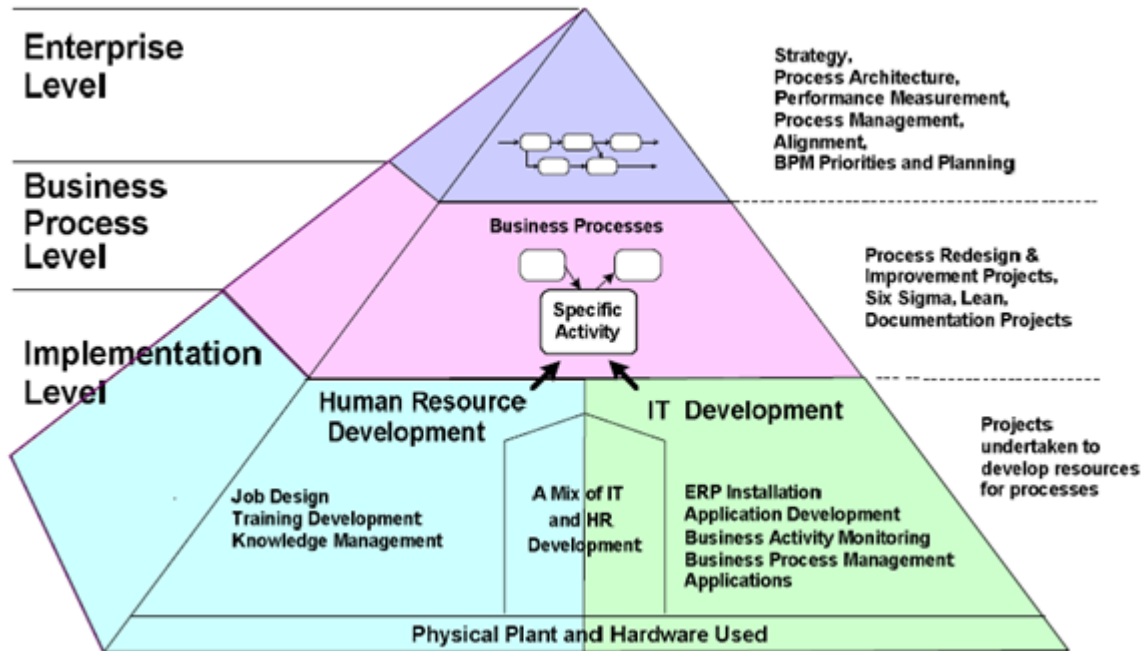 Enterprise
Level
Strategy,
Process Architecture,
Performance Measurement,
Process Management,
Alignment,
BPM Priorities and Planning
Business
Process
Level
Business Processes
Specific
Activity
Process Redesign &
Improvement Projects,
Six Sigma, Lean,
Documentation Projects
Implementation
Level
Human Resource
Development
IT Development
Projects
undertaken to
develop resources
for processes
Job Design
Training Development
Knowledge Management
A Mix of IT
and HR
Development
ERP Installation
Application Development
Business Activity Monitoring
Business Process Management
Applications
Physical Plant and Hardware Used